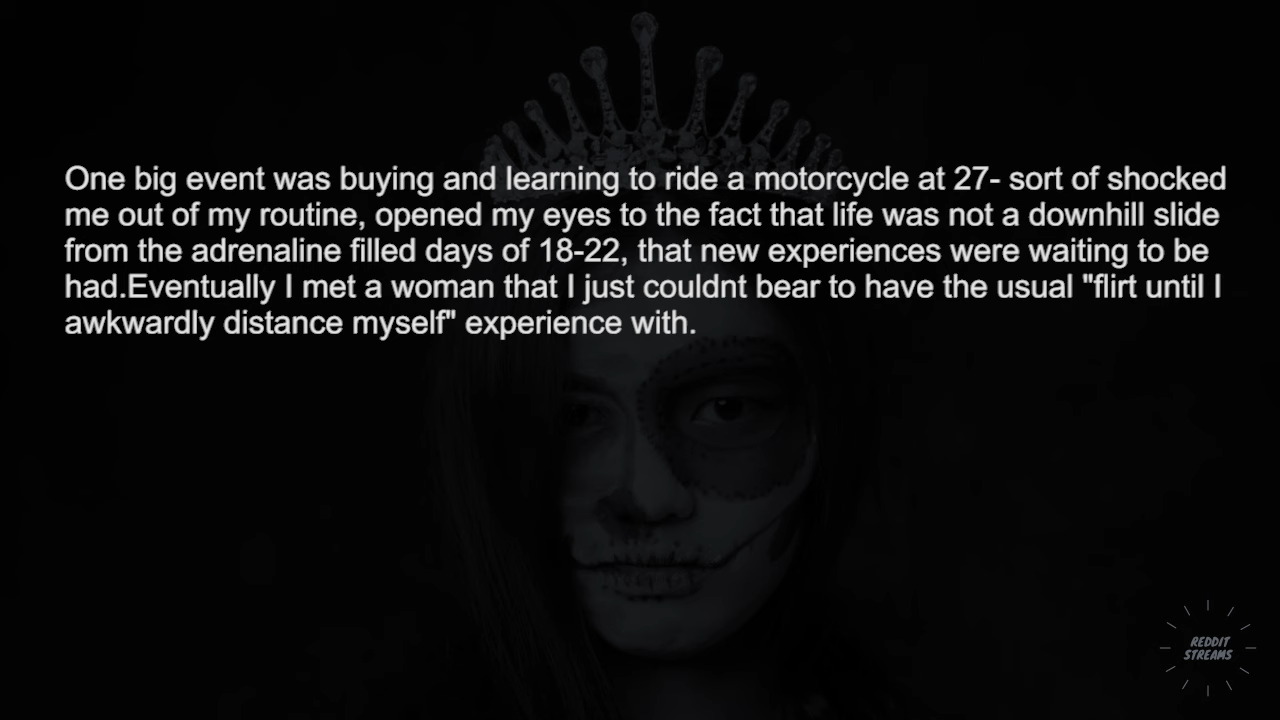 One big event was buying and learning to ride a motorcycle at 27- sort of shocked
me out of my routine, opened my eyes to the fact that life was not a downhill slide
from the adrenaline filled days of 18-22, that new experiences were waiting to be
had.Eventually I met a woman that I just couldnt bear to have the usual "flirt until I
awkwardly distance myself" experience with.
REDDIT
STREAMS